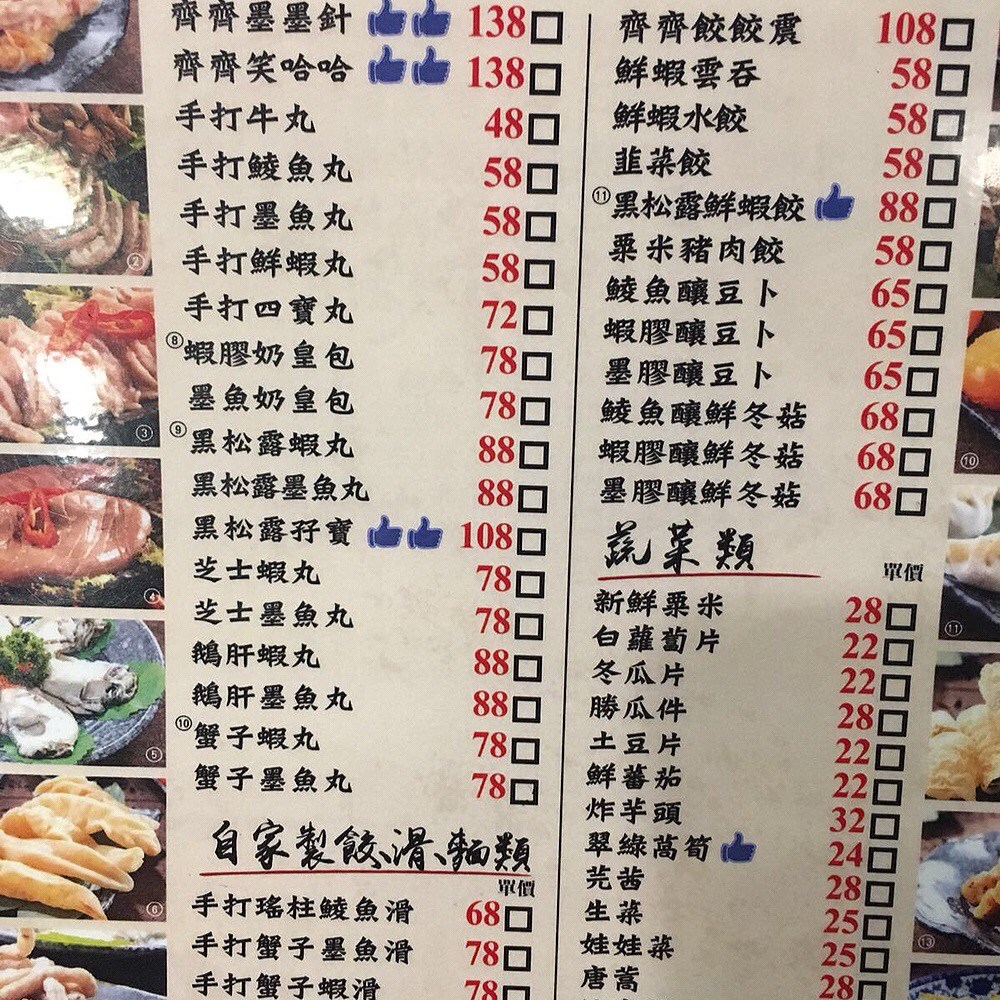 齊齊墨墨針 138
齊齊笑哈哈 138
手打牛丸 48
手打鯪魚丸 58
手打墨魚丸 58
手打鮮蝦丸 58
手打四寶丸 72
⑧蝦膠奶皇包 78
墨魚奶皇包 78
⑨黑松露蝦丸 88
黑松露墨魚丸 88
黑松露孖寶 108
芝士蝦丸 78
芝士墨魚丸 78
鵝肝蝦丸 88
鵝肝墨魚丸 88
⑩蟹子蝦丸 78
蟹子墨魚丸 78
自家製餃、滑、麵類
單價
手打瑤柱鯪魚滑 68
手打蟹子墨魚滑 78
手打蟹子蝦滑 78
齊齊餃餃震 108
鮮蝦雲吞 58
鮮蝦水餃 58
韮菜餃 58
⑪黑松露鮮蝦餃 88
粟米豬肉餃 58
鯪魚釀豆卜 65
蝦膠釀豆卜 65
墨膠釀豆卜 65
鯪魚釀鮮冬菇 68
蝦膠釀鮮冬菇 68
墨膠釀鮮冬菇 68
蔬菜類
單價
新鮮粟米 28
白蘿蔔片 22
冬瓜片 22
勝瓜件 28
土豆片 22
鮮蕃茄 22
炸芋頭 32
翠綠萵筍 24
芫茜 28
生菜 25
娃娃菜 25
唐蒿 28
②
③
④
⑤
⑥
⑩
⑪
⑬